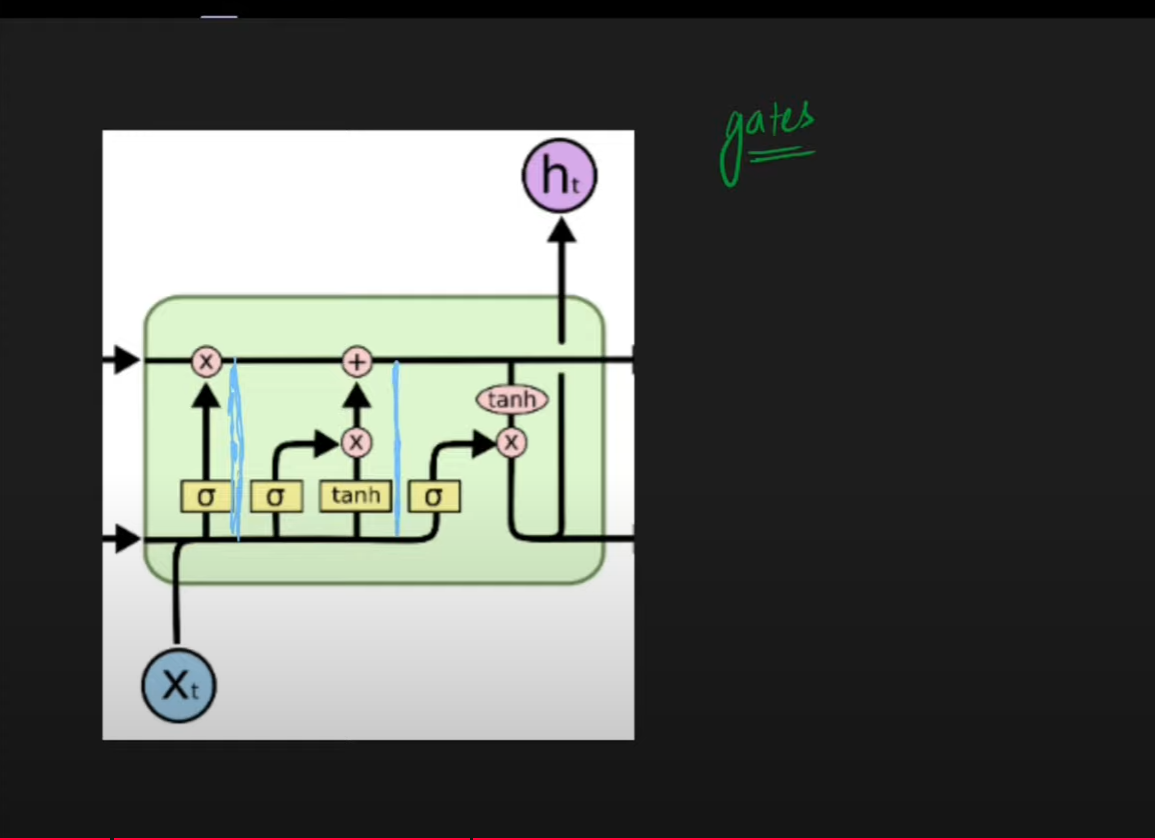 gates
ht
x +
tanh
x x
σ σ tanh σ
Xt